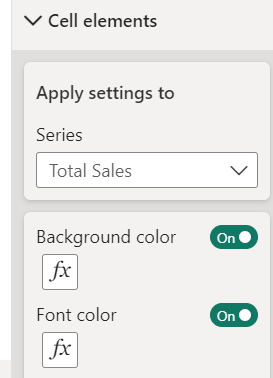 Cell elements
Apply settings to
Series
Total Sales
Background color
On
fx
Font color
On
fx